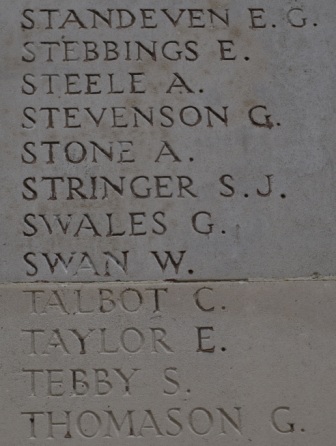 STANDEVEN E. G.
STEBBINGS E.
STEELE A.
STEVENSON G.
STONE A.
STRINGER S. J.
SWALES G.
SWAN W.
TALBOT C.
TAYLOR E.
TEBBY S.
THOMASON G.